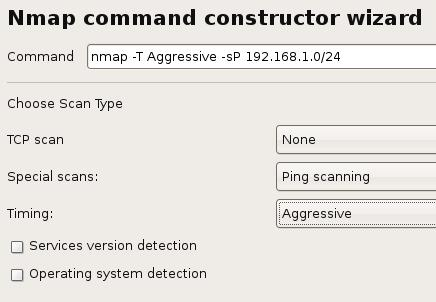 Nmap command constructor wizard
Command nmap -T Aggressive -sP 192.168.1.0/24
Choose Scan Type
TCP scan None
Special scans: Ping scanning
Timing: Aggressive
Services version detection
Operating system detection